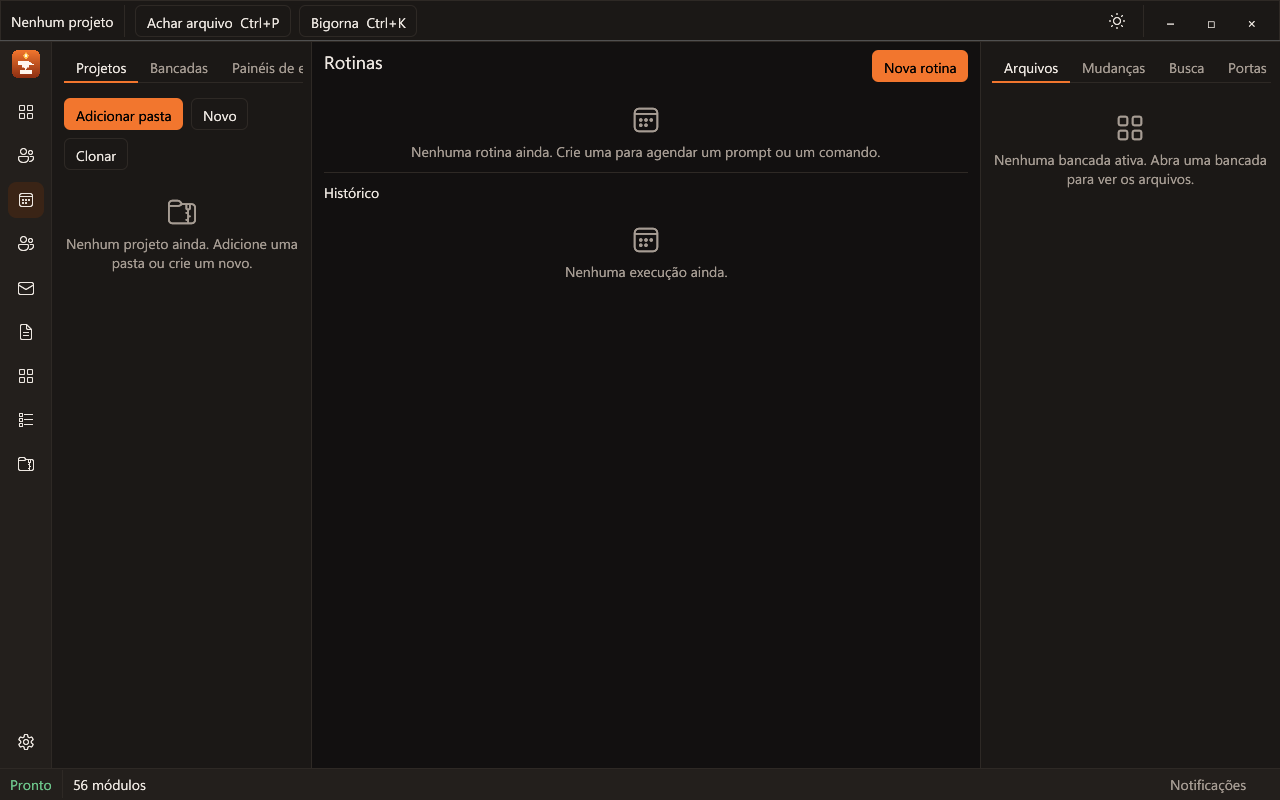 Nenhum projeto
Achar arquivo Ctrl+P
Bigorna Ctrl+K
Projetos
Bancadas
Painéis de e
Adicionar pasta
Novo
Clonar
Nenhum projeto ainda. Adicione uma
pasta ou crie um novo.
Rotinas
Nova rotina
Nenhuma rotina ainda. Crie uma para agendar um prompt ou um comando.
Histórico
Nenhuma execução ainda.
Arquivos
Mudanças
Busca
Portas
Nenhuma bancada ativa. Abra uma bancada
para ver os arquivos.
Pronto
56 módulos
Notificações